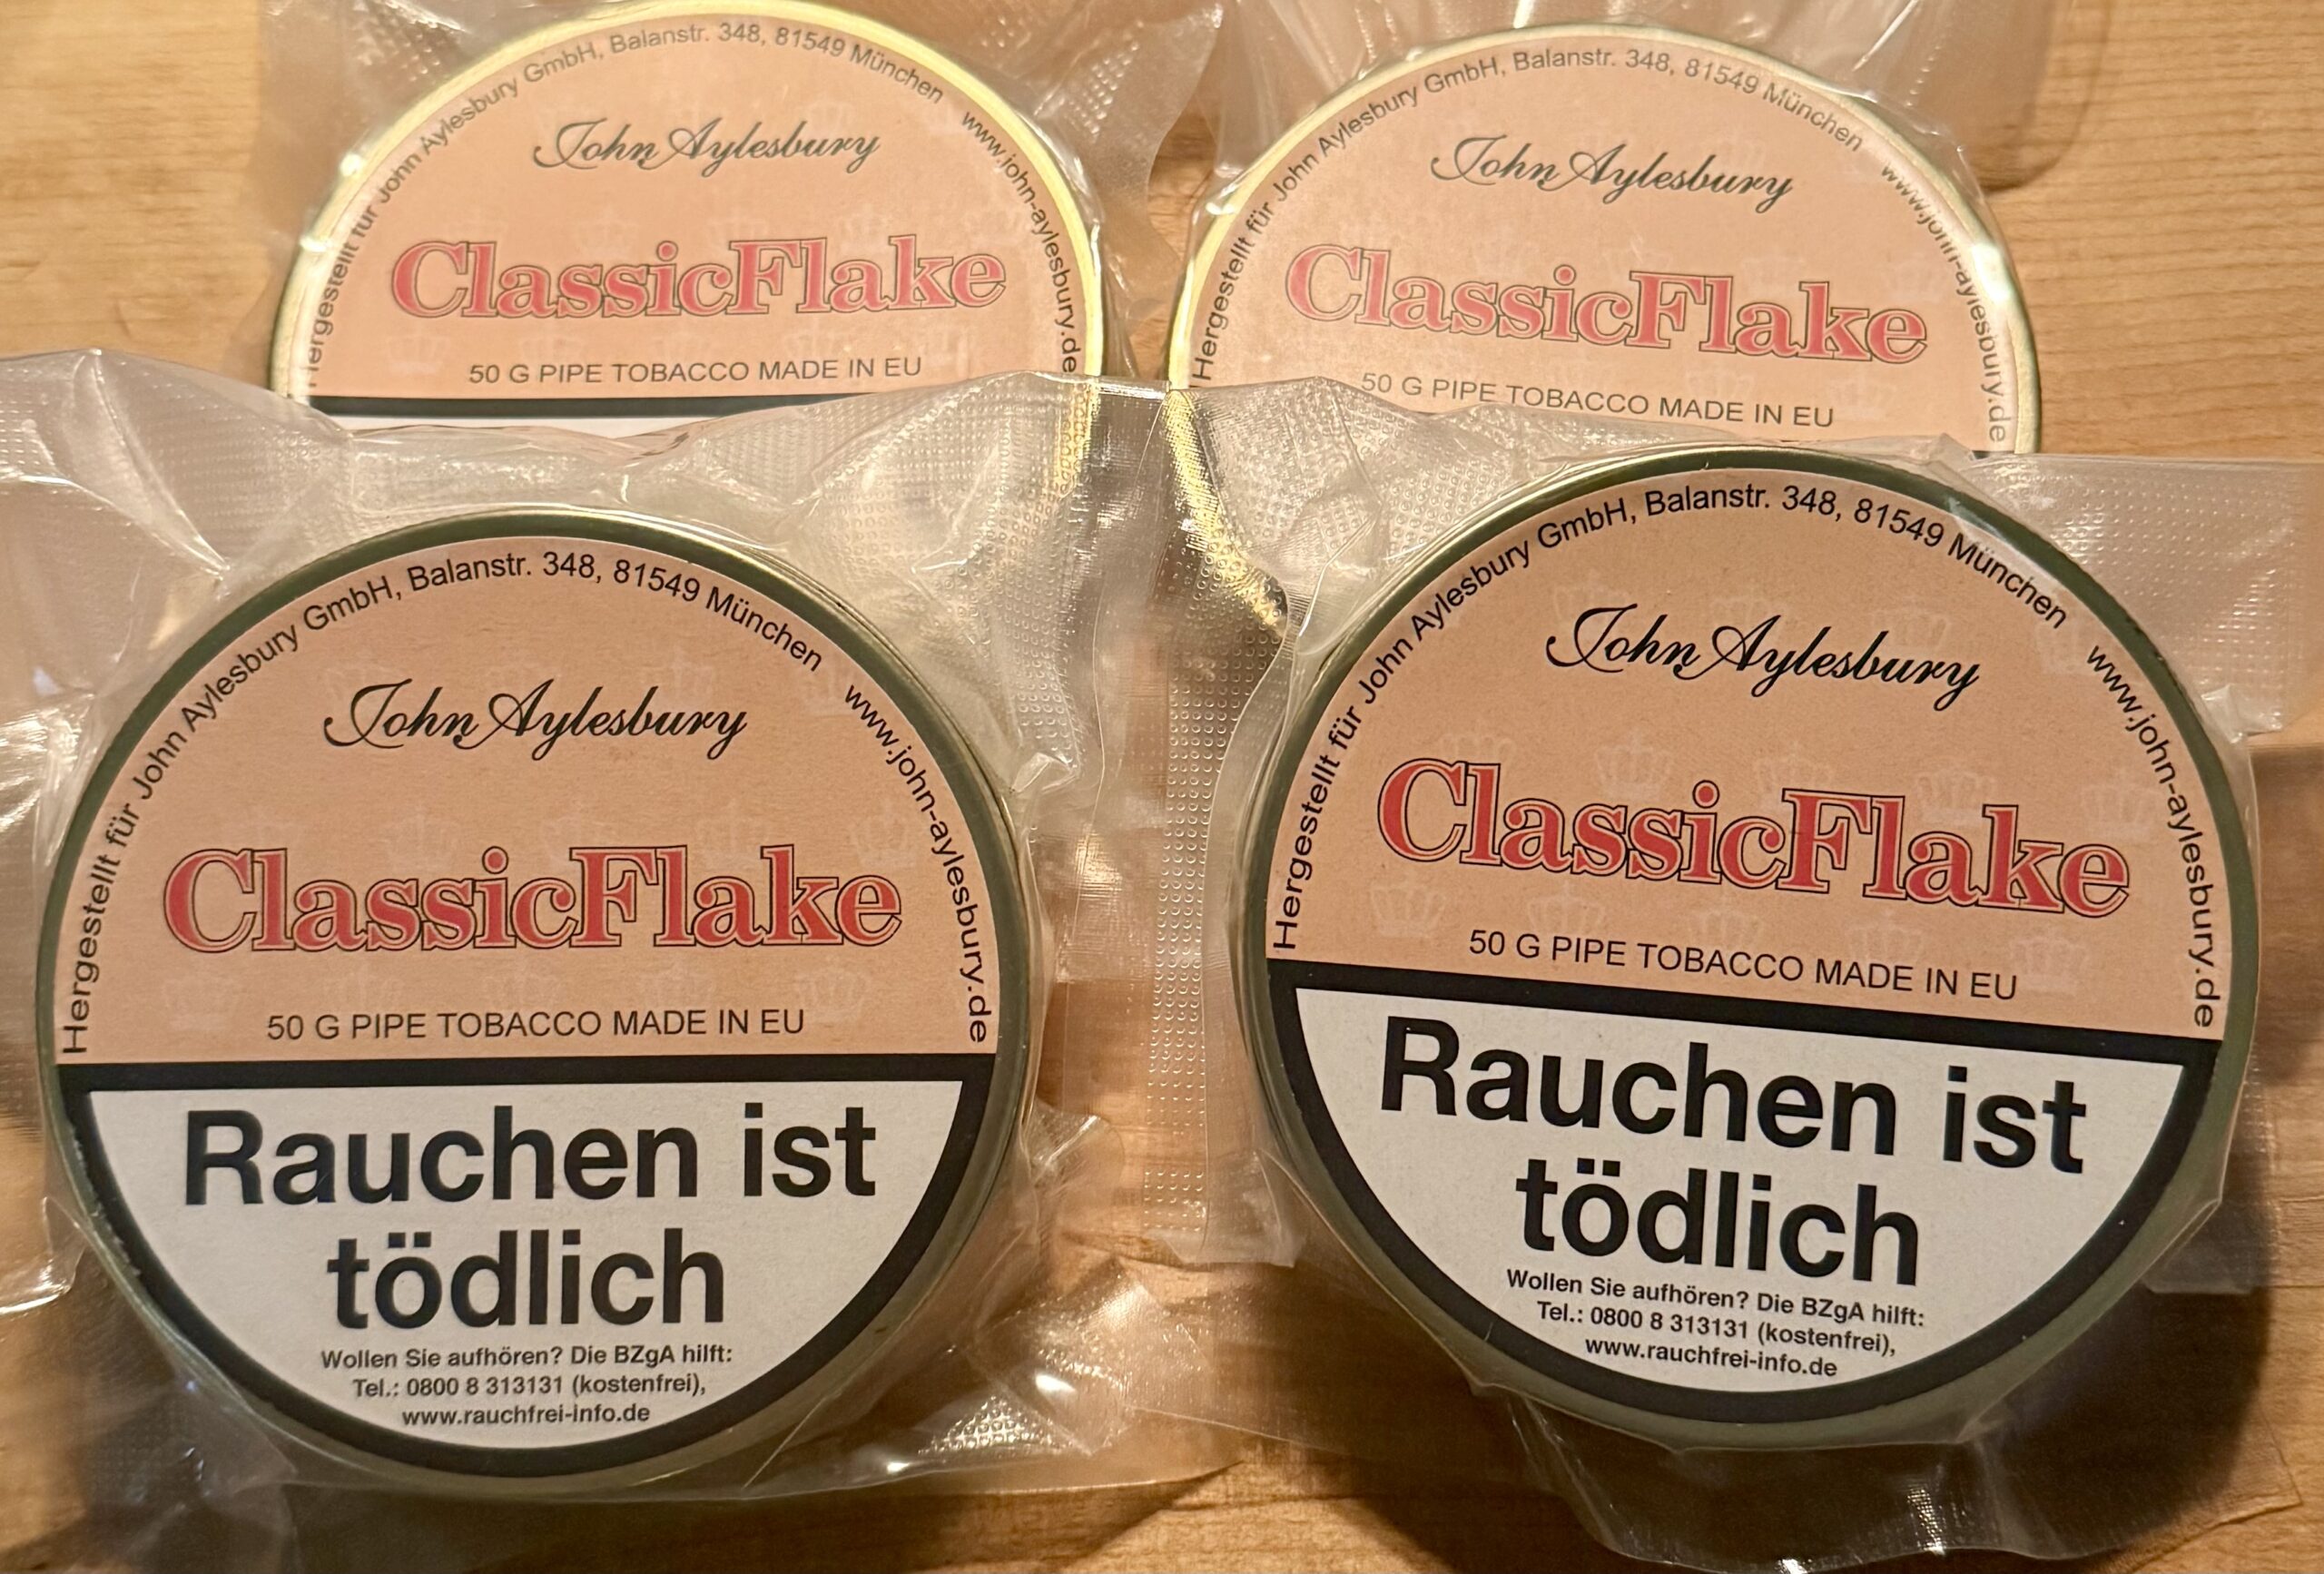 Hergestellt für John Aylesbury GmbH, Balanstr. 348, 81549 München www.john-aylesbury.de
John Aylesbury
ClassicFlake
50 G PIPE TOBACCO MADE IN EU
Hergestellt für John Aylesbury GmbH, Balanstr. 348, 81549 München www.john-aylesbury.de
John Aylesbury
ClassicFlake
50 G PIPE TOBACCO MADE IN EU
Hergestellt für John Aylesbury GmbH, Balanstr. 348, 81549 München www.john-aylesbury.de
John Aylesbury
ClassicFlake
50 G PIPE TOBACCO MADE IN EU
Rauchen ist
tödlich
Wollen Sie aufhören? Die BZgA hilft:
Tel.: 0800 8 313131 (kostenfrei),
www.rauchfrei-info.de
Hergestellt für John Aylesbury GmbH, Balanstr. 348, 81549 München www.john-aylesbury.de
John Aylesbury
ClassicFlake
50 G PIPE TOBACCO MADE IN EU
Rauchen ist
tödlich
Wollen Sie aufhören? Die BZgA hilft:
Tel.: 0800 8 313131 (kostenfrei),
www.rauchfrei-info.de